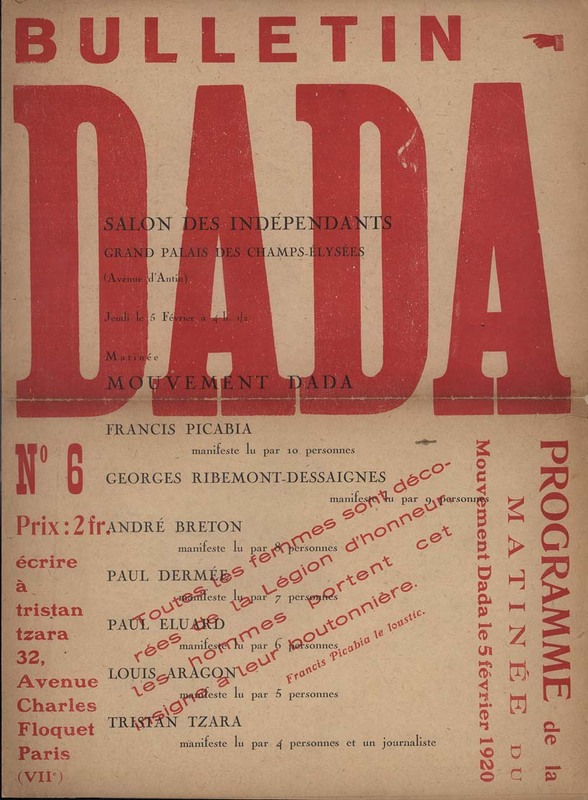 BULLETIN
DADA
SALON DES INDÉPENDANTS
GRAND PALAIS DES CHAMPS-ELYSÉES
(Avenue d'Antin)
Jeudi le 5 Février à 4 h. 1/2
Matinée
MOUVEMENT DADA
FRANCIS PICABIA
manifeste lu par 10 personnes
GEORGES RIBEMONT-DESSAIGNES
manifeste lu par 9 personnes
ANDRÉ BRETON
manifeste lu par 8 personnes
PAUL DERMÉE
manifeste lu par 7 personnes
PAUL ELUARD
manifeste lu par 6 personnes
LOUIS ARAGON
manifeste lu par 5 personnes
TRISTAN TZARA
manifeste lu par 4 personnes et un journaliste
Nº 6
Prix : 2 fr.
écrire
à
tristan
tzara
32,
Avenue
Charles
Floquet
Paris
(VIIe)
Toutes les femmes sont déco-
rées de la Légion d'honneur
les hommes portent cet
insigne à leur boutonnière.
Francis Picabia le loustic.
PROGRAMME de la
MATINÉE DU
Mouvement Dada le 5 février 1920